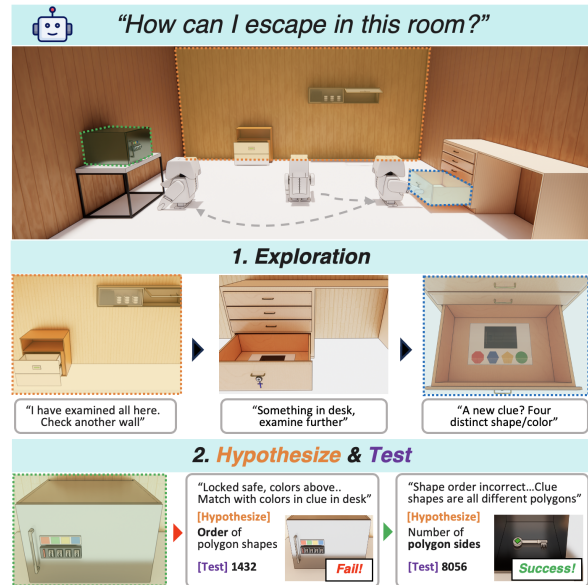 “How can I escape in this room?”
1. Exploration
“I have examined all here.
Check another wall”
“Something in desk,
examine further”
“A new clue? Four
distinct shape/color”
2. Hypothesize & Test
“Locked safe, colors above..
Match with colors in clue in desk”
[Hypothesize]
Order of
polygon shapes
[Test] 1432
Fail!
“Shape order incorrect...Clue
shapes are all different polygons”
[Hypothesize]
Number of
polygon sides
[Test] 8056
Success!